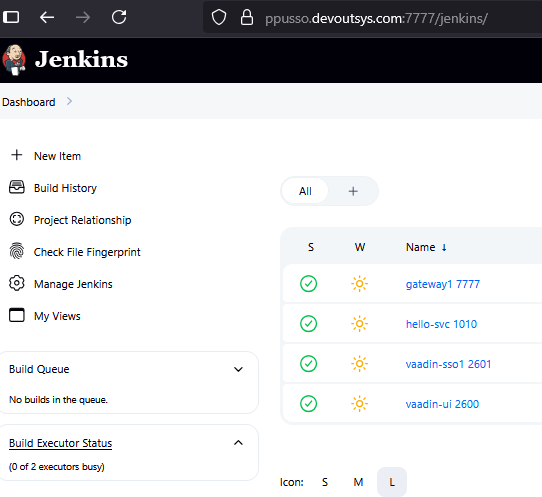 ppusso.devoutsys.com:7777/jenkins/
Jenkins
Dashboard
New Item
Build History
Project Relationship
Check File Fingerprint
Manage Jenkins
My Views
Build Queue
No builds in the queue.
Build Executor Status
(0 of 2 executors busy)
All +
S W Name ↓
gateway1 7777
hello-svc 1010
vaadin-sso1 2601
vaadin-ui 2600
Icon: S M L